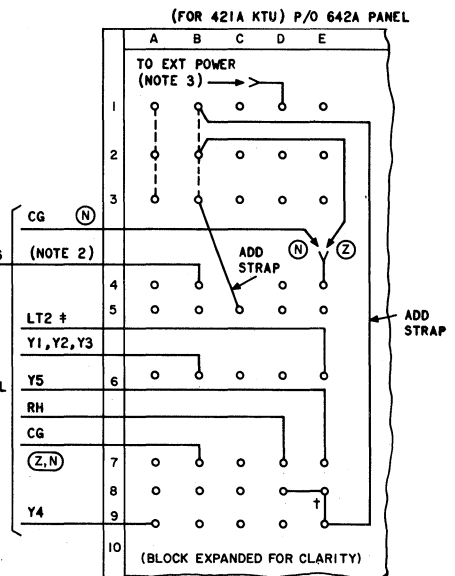 (FOR 421A KTU) P/O 642A PANEL
A B C D E
TO EXT POWER
(NOTE 3)
1
2
3
CG N
N Z
(NOTE 2)
ADD
STRAP
4
5
ADD
STRAP
LT2 ‡
Y1,Y2,Y3
6
Y5
RH
CG
Z,N
7
8
†
Y4
9
10
(BLOCK EXPANDED FOR CLARITY)